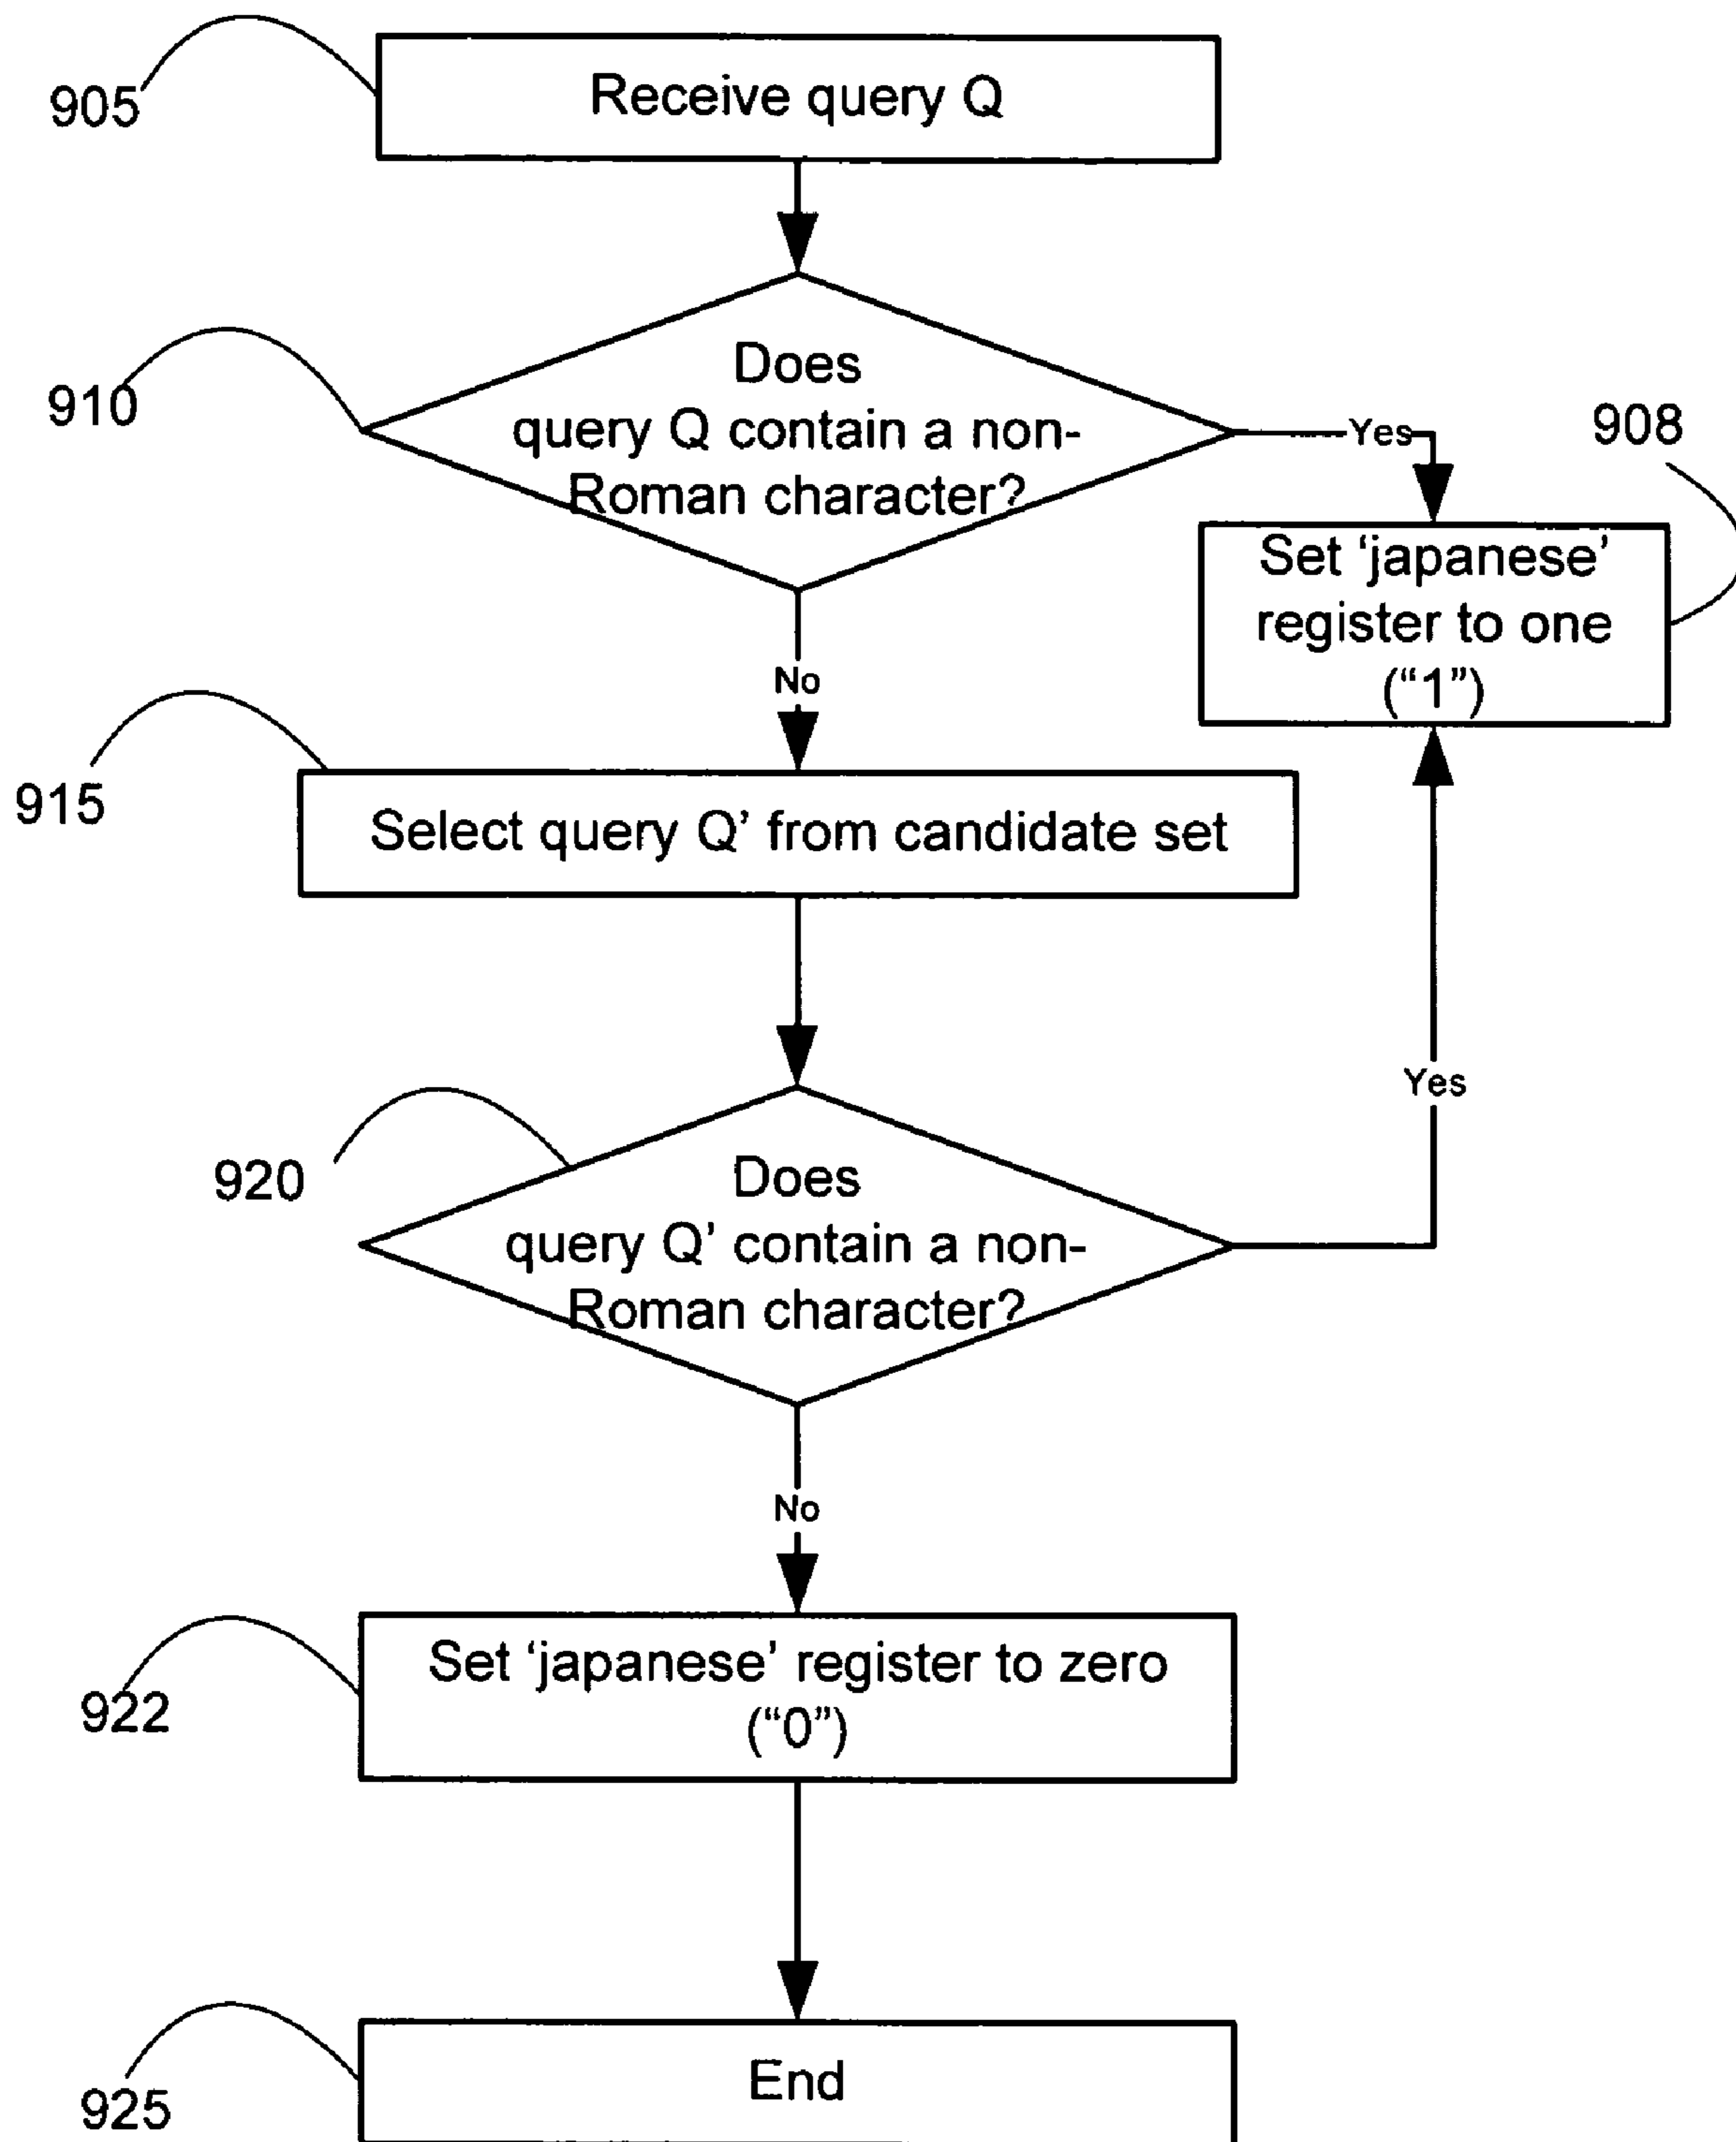 905
Receive query Q
910
Does
query Q contain a non-
Roman character?
Yes
908
Set ‘japanese’
register to one
(“1”)
No
915
Select query Q’ from candidate set
Yes
920
Does
query Q’ contain a non-
Roman character?
No
922
Set ‘japanese’ register to zero
(“0”)
925
End